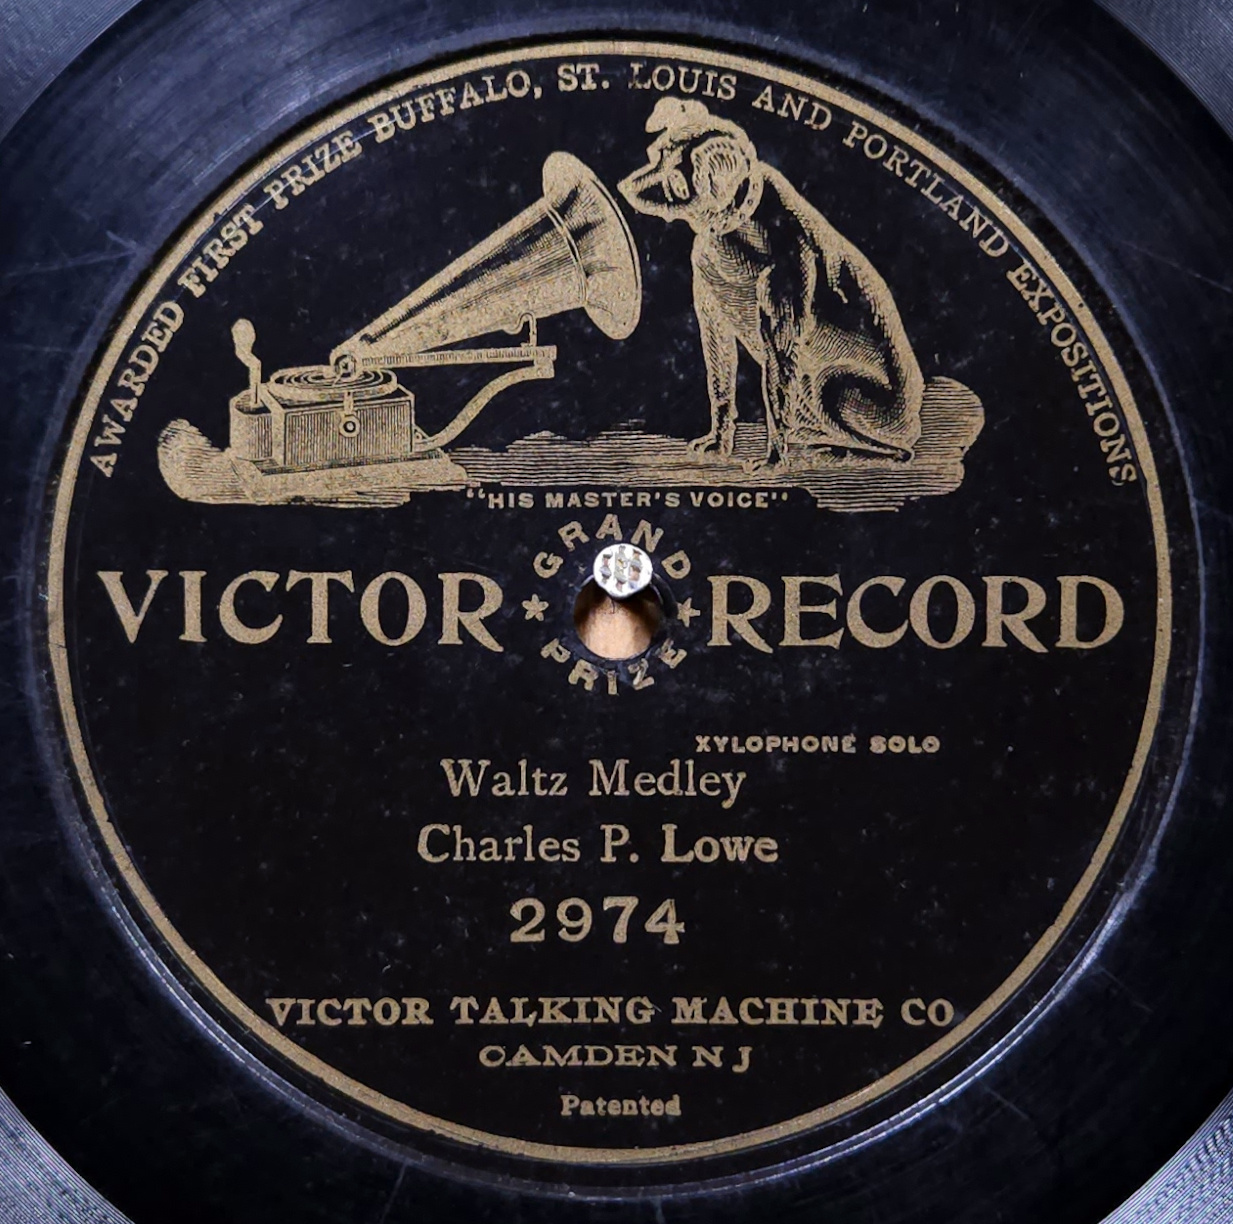 AWARDED FIRST PRIZE BUFFALO, ST. LOUIS AND PORTLAND EXPOSITIONS
"HIS MASTER'S VOICE"
GRAND PRIZE
VICTOR RECORD
XYLOPHONE SOLO
Waltz Medley
Charles P. Lowe
2974
VICTOR TALKING MACHINE CO
CAMDEN N J
Patented